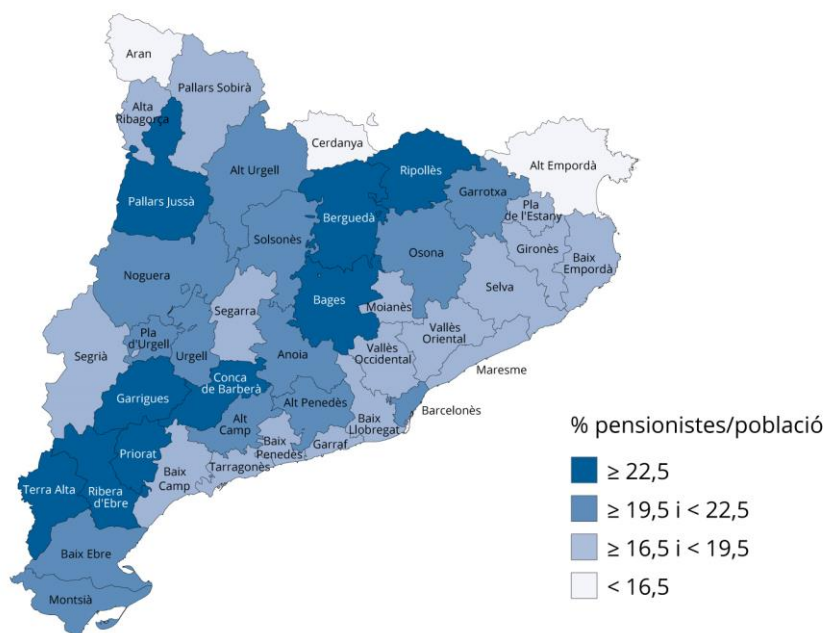 Aran
Pallars Sobirà
Alta
Ribagorça
Cerdanya
Alt Empordà
Ripollès
Alt Urgell
Garrotxa
Pallars Jussà
Pla
de l'Estany
Berguedà
Solsonès
Osona
Gironès
Baix
Empordà
Noguera
Selva
Bages
Moianès
Segarra
Pla
d'Urgell
Vallès
Oriental
Segrià
Urgell
Anoia
Vallès
Occidental
Maresme
Conca
de Barberà
Garrigues
Alt Penedès
Barcelonès
Alt
Camp
Baix
Llobregat
Baix
Penedès
Garraf
Priorat
Tarragonès
Baix
Camp
Terra Alta
Ribera
d'Ebre
Baix Ebre
Montsià
% pensionistes/població
≥ 22,5
≥ 19,5 i < 22,5
≥ 16,5 i < 19,5
< 16,5